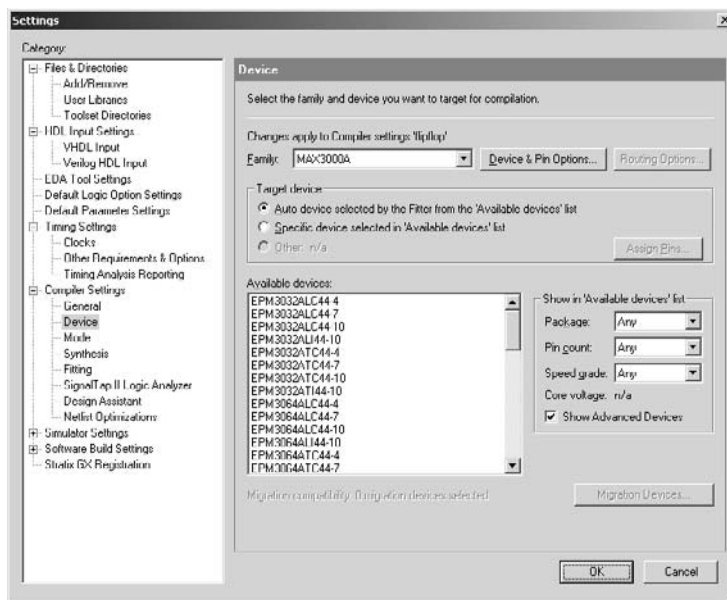 Settings
Category:
Files & Directories
Add/Remove
User Libraries
Toolset Directories
HDL Input Settings
VHDL Input
Verilog HDL Input
EDA Tool Settings
Default Logic Option Settings
Default Parameter Settings
Timing Settings
Clocks
Other Requirements & Options
Timing Analysis Reporting
Compiler Settings
General
Device
Mode
Synthesis
Fitting
SignalTap II Logic Analyzer
Design Assistant
Netlist Optimizations
Simulator Settings
Software Build Settings
Stratix GX Registration
Device
Select the family and device you want to target for compilation.
Changes apply to Compiler settings 'flipflop'
Family: MAX3000A Device & Pin Options... Routing Options...
Target device
Auto device selected by the Fitter from the 'Available devices' list
Specific device selected in 'Available devices' list
Other: n/a Assign Pins...
Available devices:
EPM3032ALC44-4
EPM3032ALC44-7
EPM3032ALC44-10
EPM3032ALI44-10
EPM3032ATC44-4
EPM3032ATC44-7
EPM3032ATC44-10
EPM3032ATI44-10
EPM3064ALC44-4
EPM3064ALC44-7
EPM3064ALC44-10
EPM3064ALI44-10
EPM3064ATC44-4
EPM3064ATC44-7
Show in 'Available devices' list
Package: Any
Pin count: Any
Speed grade: Any
Core voltage: n/a
Show Advanced Devices
Migration compatibility: 0 migration devices selected
Migration Devices...
OK Cancel